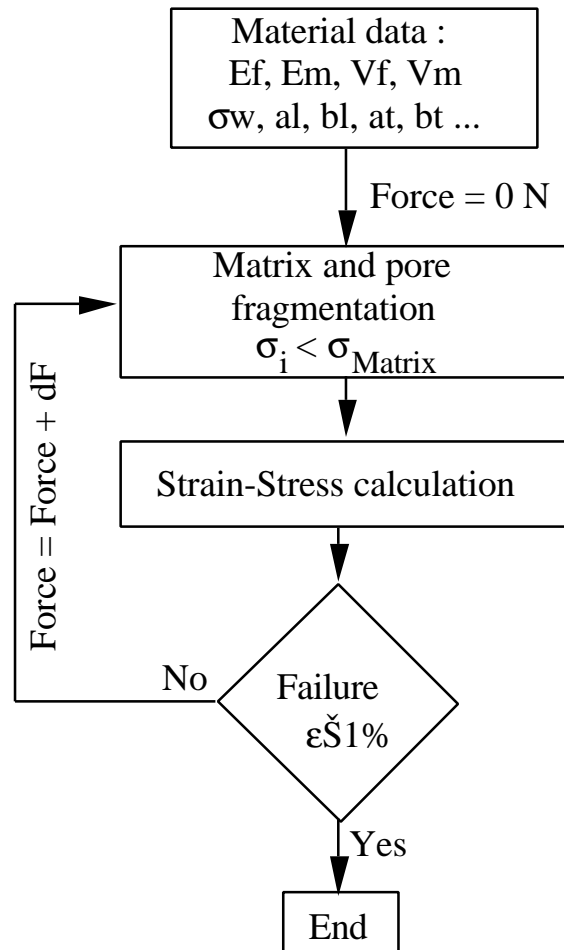 Material data :
Ef, Em, Vf, Vm
σw, al, bl, at, bt ...
Force = 0 N
Matrix and pore
fragmentation
σi < σMatrix
Force = Force + dF
Strain-Stress calculation
No
Failure
εŠ1%
Yes
End